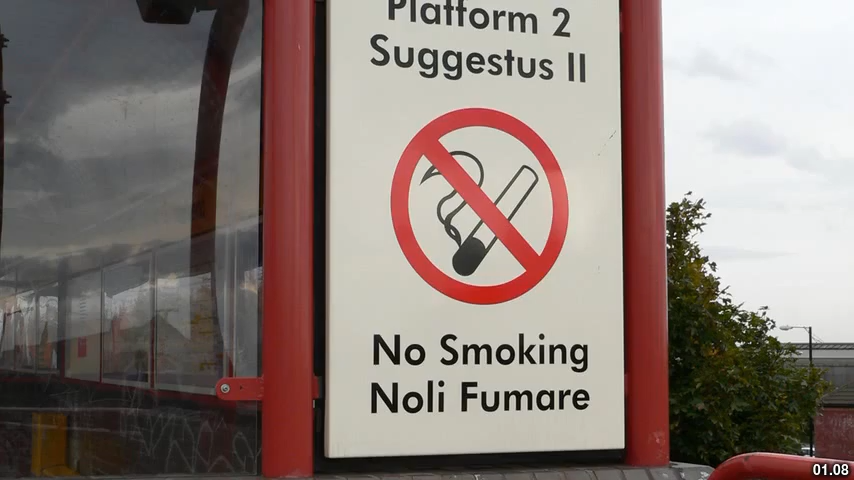 Platform 2
Suggestus II
No Smoking
Noli Fumare
01.08